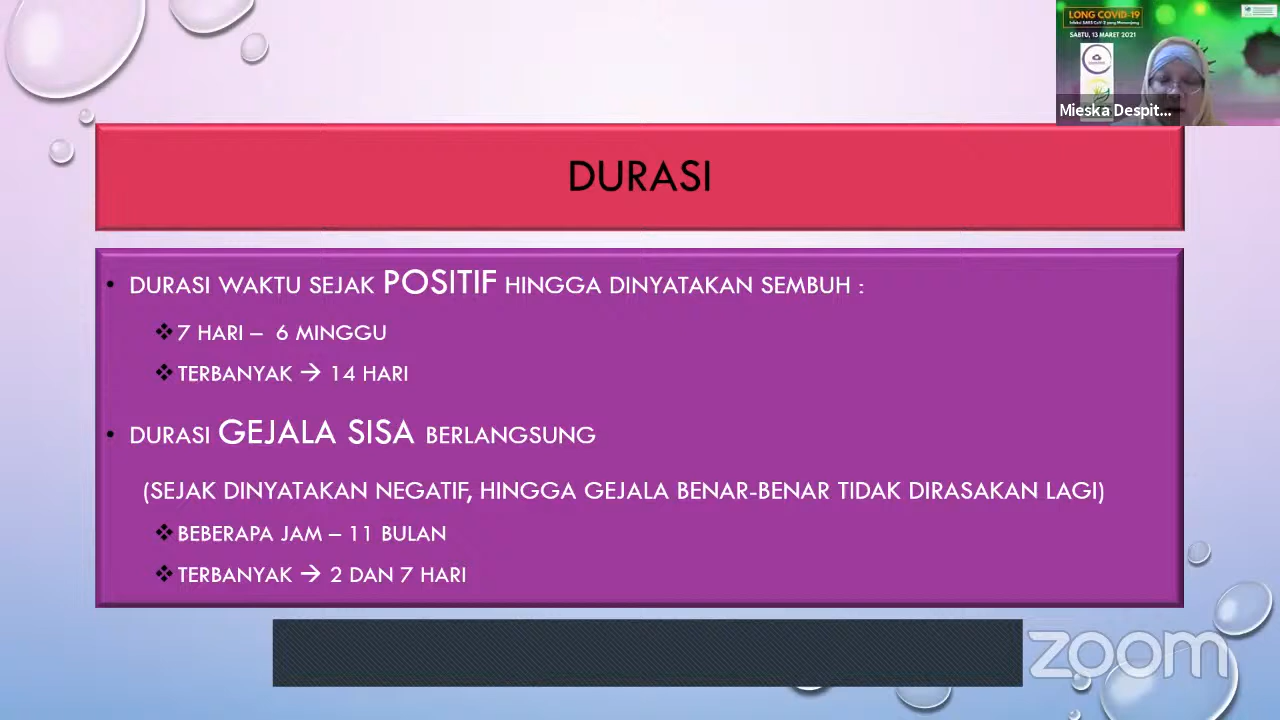 LONG COVID-19
SABTU, 13 MARET 2021
Mieska Despit...
DURASI
• DURASI WAKTU SEJAK POSITIF HINGGA DINYATAKAN SEMBUH :
❖ 7 HARI – 6 MINGGU
❖ TERBANYAK → 14 HARI
• DURASI GEJALA SISA BERLANGSUNG
(SEJAK DINYATAKAN NEGATIF, HINGGA GEJALA BENAR-BENAR TIDAK DIRASAKAN LAGI)
❖ BEBERAPA JAM – 11 BULAN
❖ TERBANYAK → 2 DAN 7 HARI
zoom